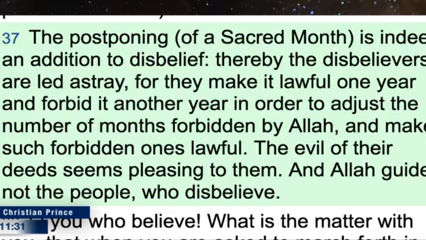 37 The postponing (of a Sacred Month) is indee
an addition to disbelief: thereby the disbelievers
are led astray, for they make it lawful one year
and forbid it another year in order to adjust the
number of months forbidden by Allah, and make
such forbidden ones lawful. The evil of their
deeds seems pleasing to them. And Allah guide
not the people, who disbelieve.
Christian Prince
11:31
you who believe! What is the matter with